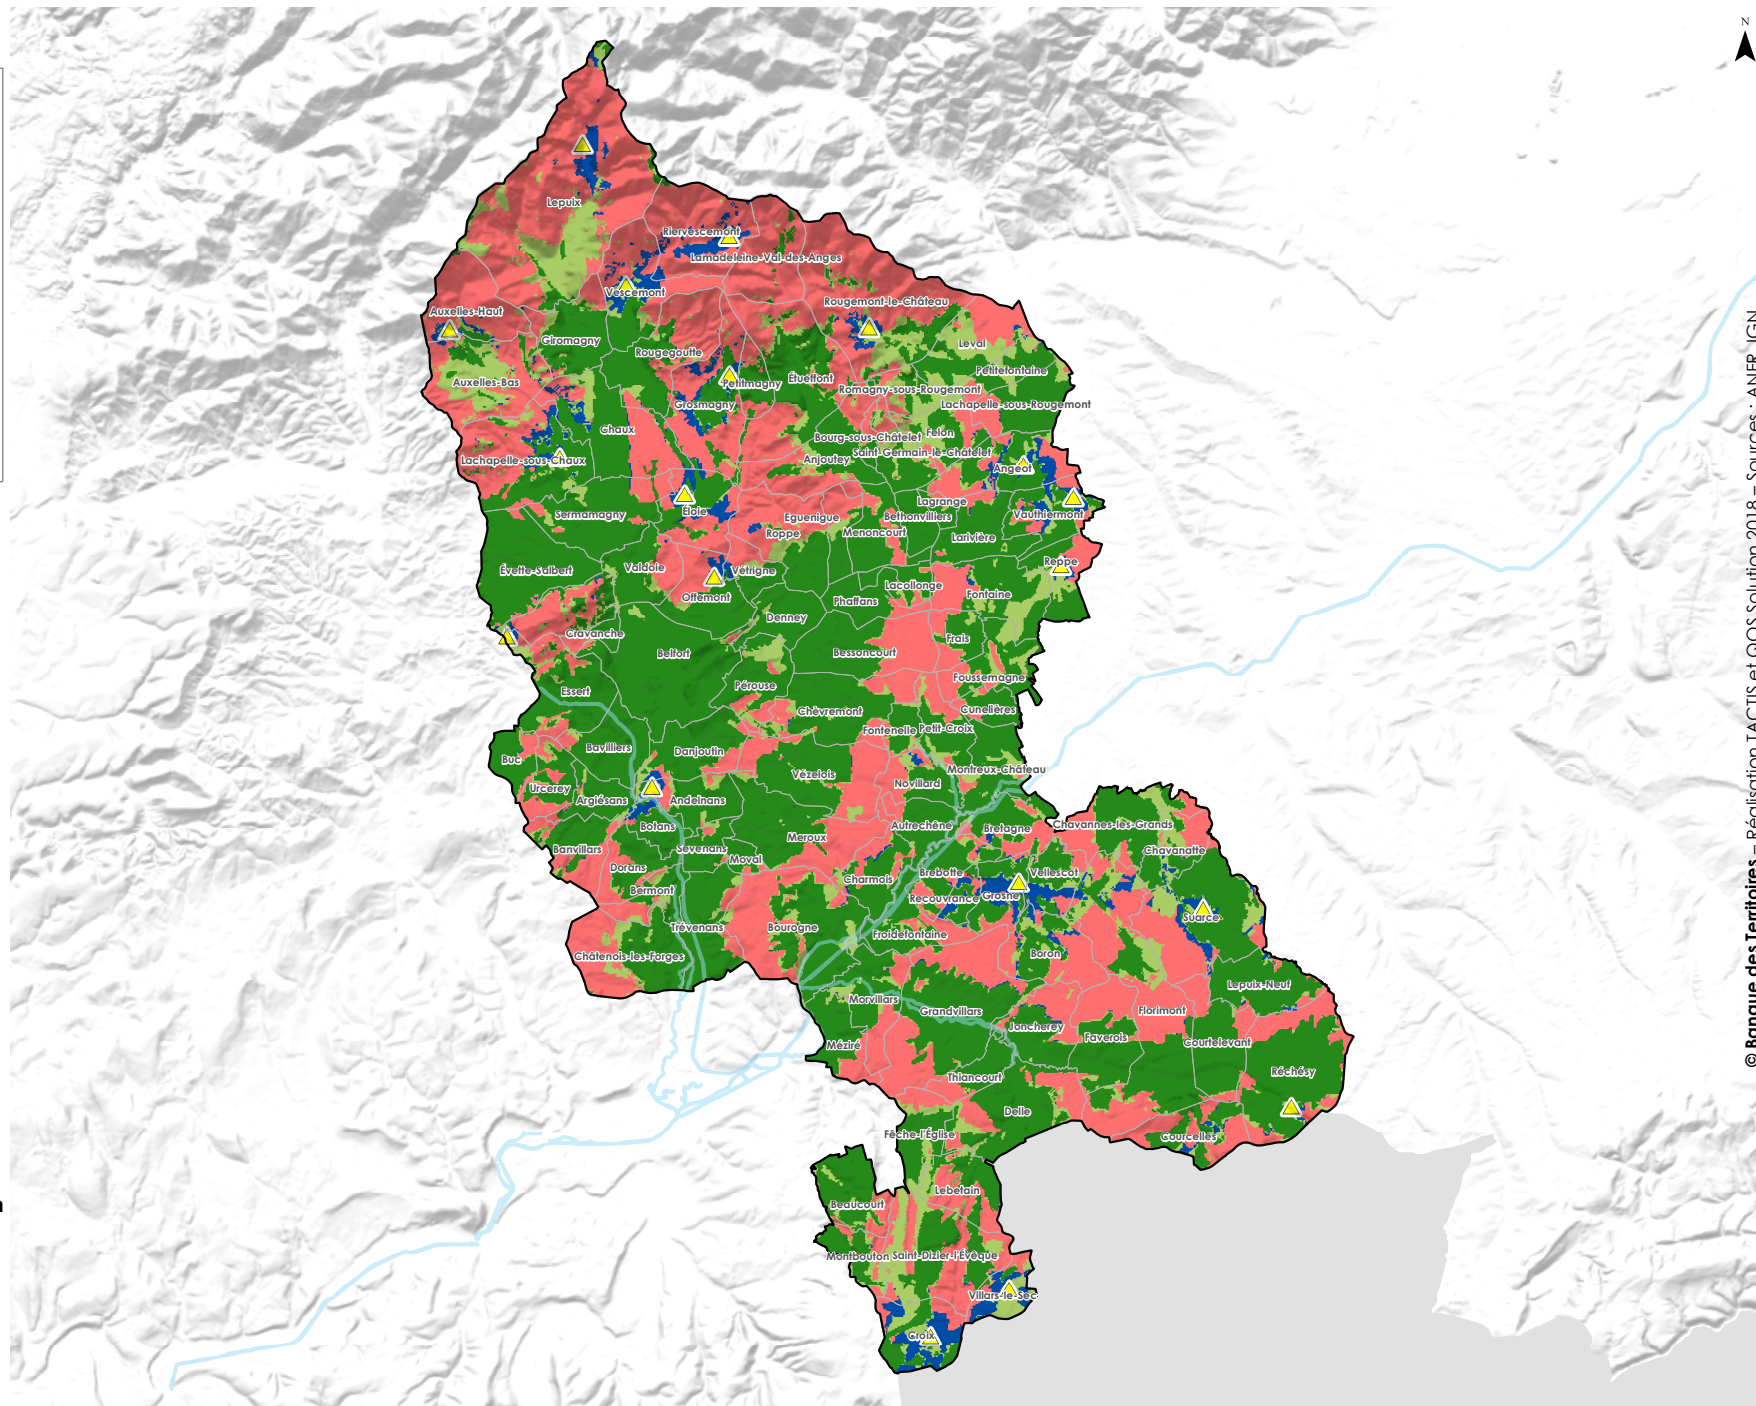 N
Lepuix
Riervescemont
Lamadeleine-Val-des-Anges
Vescemont
Rougemont-le-Château
Auxelles-Haut
Giromagny
Leval
Rougegoutte
Petitefontaine
Auxelles-Bas
Petitmagny
Étueffont
Romagny-sous-Rougemont
Grosmagny
Lachapelle-sous-Rougemont
Chaux
Bourg-sous-Châtelet
Felon
Saint-Germain-le-Châtelet
Lachapelle-sous-Chaux
Anjoutey
Angeot
Lagrange
Éloie
Sermamagny
Eguenigue
Bethonvilliers
Vauthiermont
Roppe
Menoncourt
Larivière
Reppe
Évette-Salbert
Valdoie
Vétrigne
Lacollonge
Offemont
Phaffans
Fontaine
Denney
Cravanche
Frais
Belfort
Bessoncourt
Foussemagne
Essert
Pérouse
Chèvremont
Cunelières
Fontenelle
Petit-Croix
Bavilliers
Danjoutin
Buc
Vézelois
Montreux-Château
Urcerey
Novillard
Argiésans
Andelnans
Botans
Autrechêne
Bretagne
Chavannes-les-Grands
Meroux
Banvillars
Sévenans
Moval
Chavanatte
Dorans
Charmois
Brebotte
Vellescot
Bermont
Recouvrance
Grosne
Suarce
Trévenans
Bourogne
Froidefontaine
Châtenois-les-Forges
Boron
Lepuix-Neuf
Morvillars
Grandvillars
Florimont
Joncherey
Faverois
Courtelevant
Méziré
Thiancourt
Réchésy
Delle
Fêche-l'Église
Courcelles
Lebetain
Beaucourt
Montbouton
Saint-Dizier-l'Évêque
Villars-le-Sec
Croix
© Banque des Territoires – Réalisation TACTIS et QOS Solution 2018 – Sources : ANFR, IGN